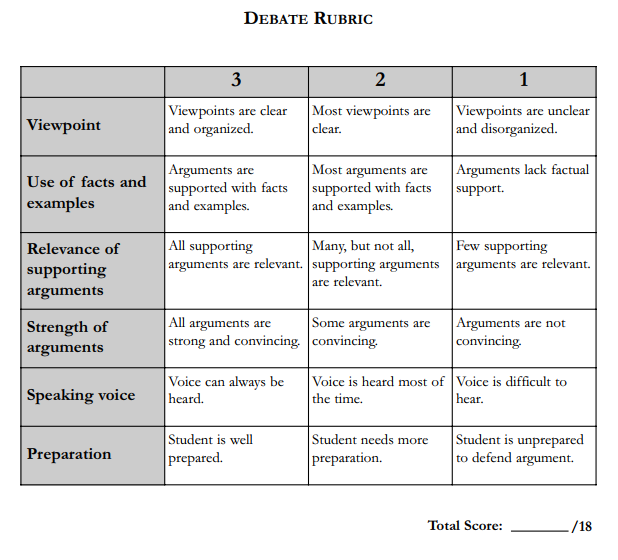 DEBATE RUBRIC
3 2 1
Viewpoint
Viewpoints are clear
and organized.
Most viewpoints are
clear.
Viewpoints are unclear
and disorganized.
Use of facts and
examples
Arguments are
supported with facts
and examples.
Most arguments are
supported with facts
and examples.
Arguments lack factual
support.
Relevance of
supporting
arguments
All supporting
arguments are relevant.
Many, but not all,
supporting arguments
are relevant.
Few supporting
arguments are relevant.
Strength of
arguments
All arguments are
strong and convincing.
Some arguments are
convincing.
Arguments are not
convincing.
Speaking voice
Voice can always be
heard.
Voice is heard most of
the time.
Voice is difficult to
hear.
Preparation
Student is well
prepared.
Student needs more
preparation.
Student is unprepared
to defend argument.
Total Score: ________ /18